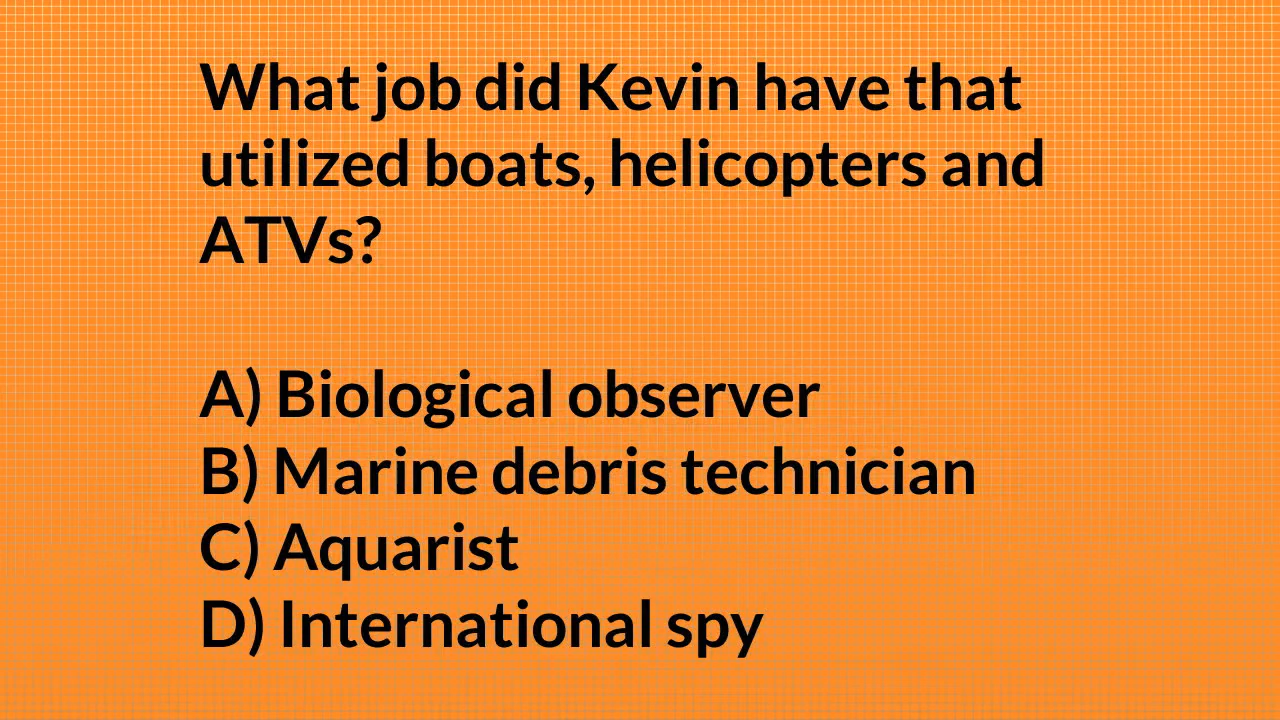 What job did Kevin have that
utilized boats, helicopters and
ATVs?
A) Biological observer
B) Marine debris technician
C) Aquarist
D) International spy